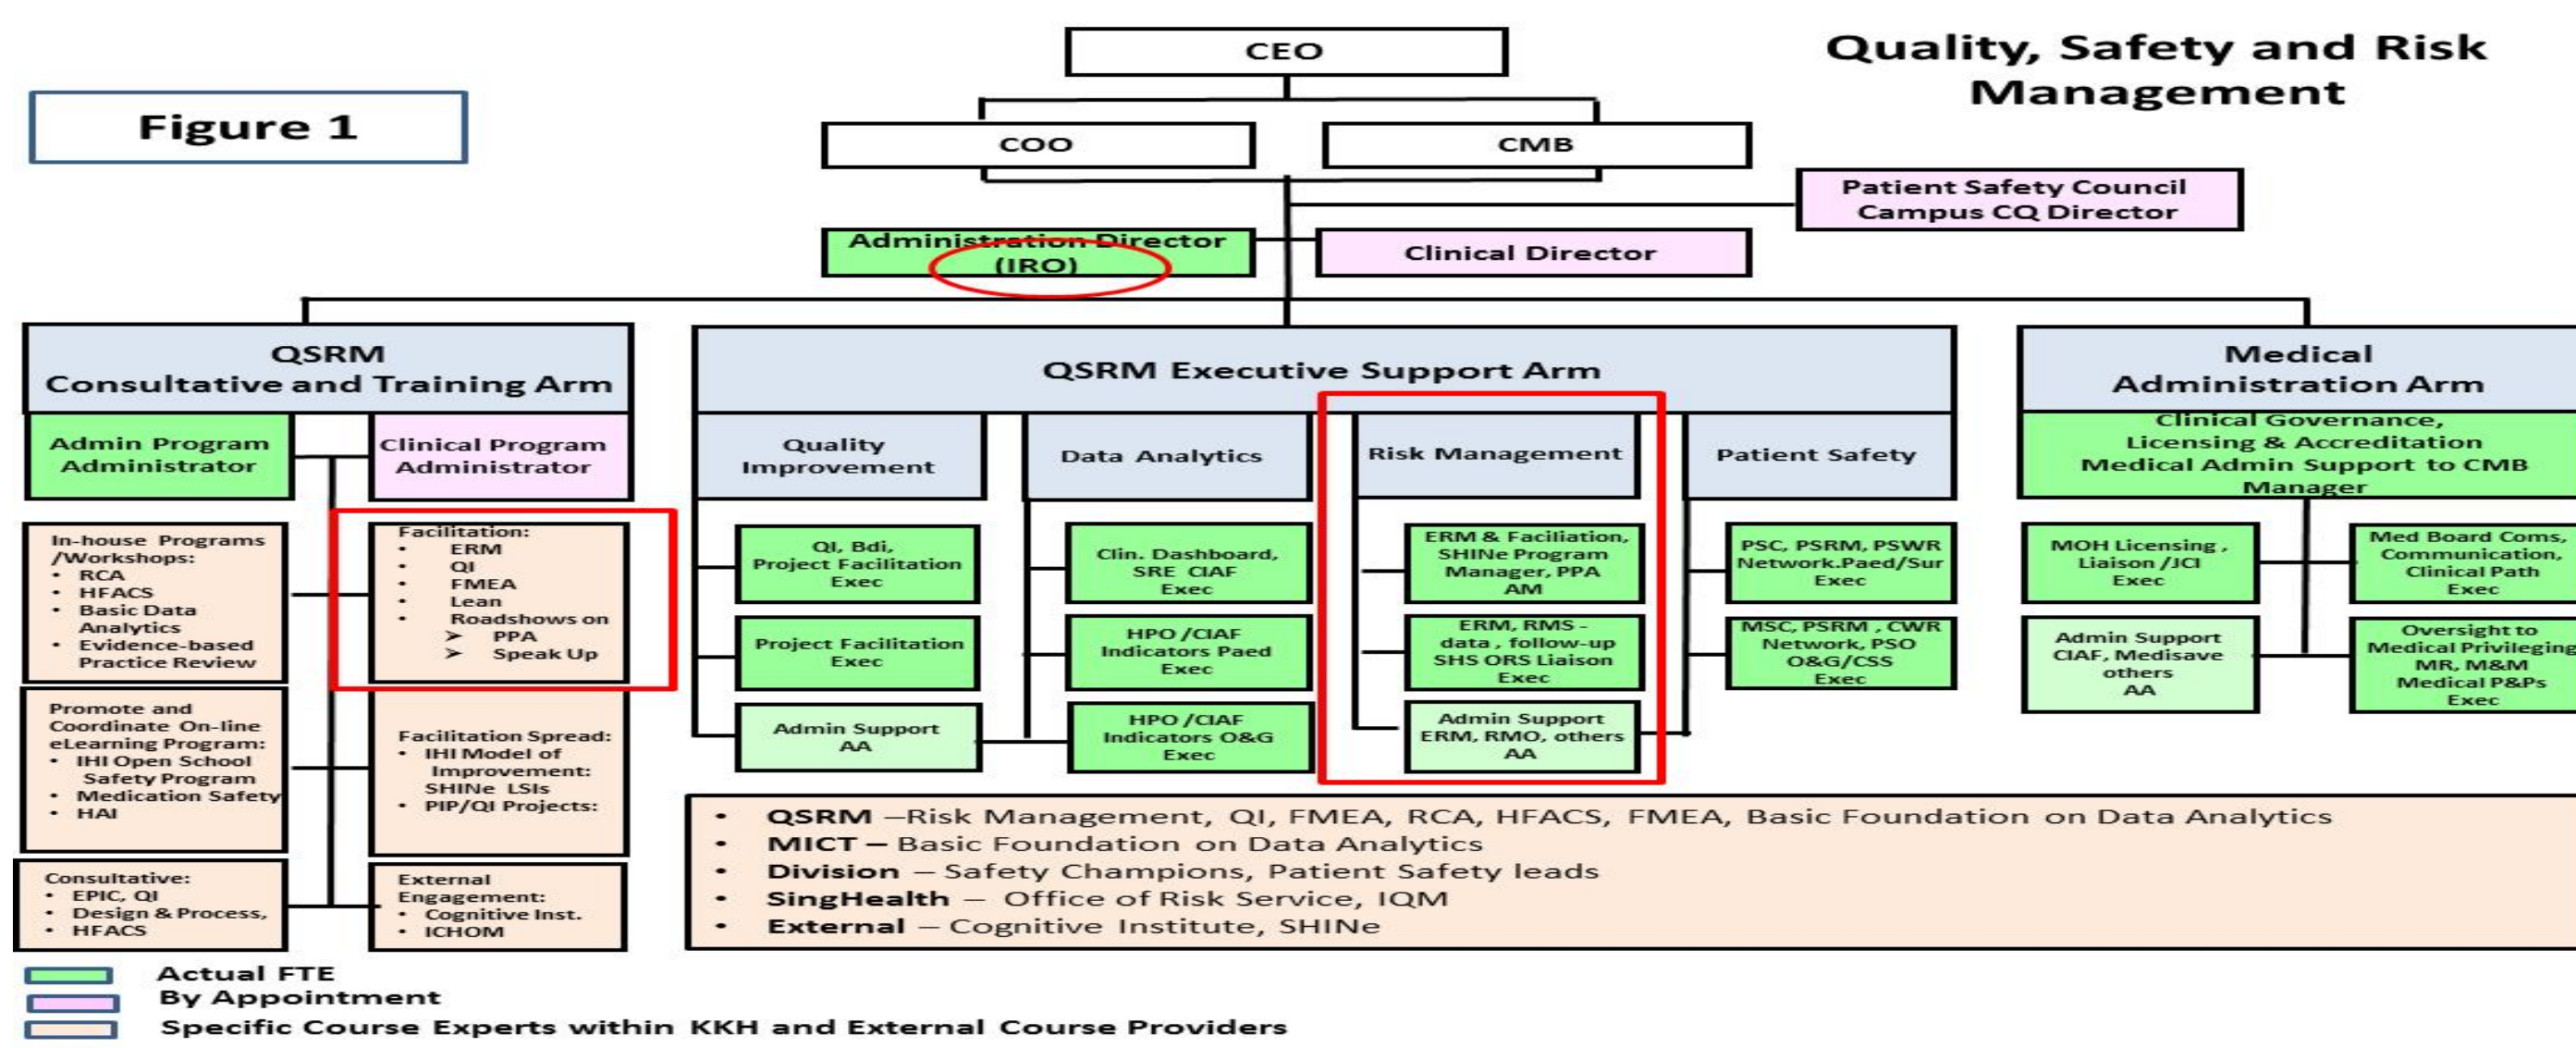 CEO
Quality, Safety and Risk
Management
Figure 1
COO
CMB
Patient Safety Council
Campus CQ Director
Administration Director
(IRO)
Clinical Director
QSRM
Consultative and Training Arm
QSRM Executive Support Arm
Medical
Administration Arm
Admin Program
Administrator
Clinical Program
Administrator
Quality
Improvement
Data Analytics
Risk Management
Patient Safety
Clinical Governance,
Licensing & Accreditation
Medical Admin Support to CMB
Manager
In-house Programs
/Workshops:
• RCA
• HFACS
• Basic Data
Analytics
• Evidence-based
Practice Review
Facilitation:
• ERM
• QI
• FMEA
• Lean
• Roadshows on
➢ PPA
➢ Speak Up
QI, Bdi,
Project Facilitation
Exec
Clin. Dashboard,
SRE CIAF
Exec
ERM & Faciliation,
SHINe Program
Manager, PPA
AM
PSC, PSRM, PSWR
Network.Paed/Sur
Exec
MOH Licensing ,
Liaison /JCI
Exec
Med Board Coms,
Communication,
Clinical Path
Exec
Project Facilitation
Exec
HPO /CIAF
Indicators Paed
Exec
ERM, RMS -
data , follow-up
SHS ORS Liaison
Exec
MSC, PSRM , CWR
Network, PSO
O&G/CSS
Exec
Admin Support
CIAF, Medisave
others
AA
Oversight to
Medical Privileging
MR, M&M
Medical P&Ps
Exec
Promote and
Coordinate On-line
eLearning Program:
• IHI Open School
Safety Program
• Medication Safety
• HAI
Facilitation Spread:
• IHI Model of
Improvement:
SHINe LSIs
• PIP/QI Projects:
Admin Support
AA
HPO /CIAF
Indicators O&G
Exec
Admin Support
ERM, RMO, others
AA
Consultative:
• EPIC, QI
• Design & Process,
• HFACS
External
Engagement:
• Cognitive Inst.
• ICHOM
• QSRM –Risk Management, QI, FMEA, RCA, HFACS, FMEA, Basic Foundation on Data Analytics
• MICT – Basic Foundation on Data Analytics
• Division – Safety Champions, Patient Safety leads
• SingHealth – Office of Risk Service, IQM
• External – Cognitive Institute, SHINe
Actual FTE
By Appointment
Specific Course Experts within KKH and External Course Providers